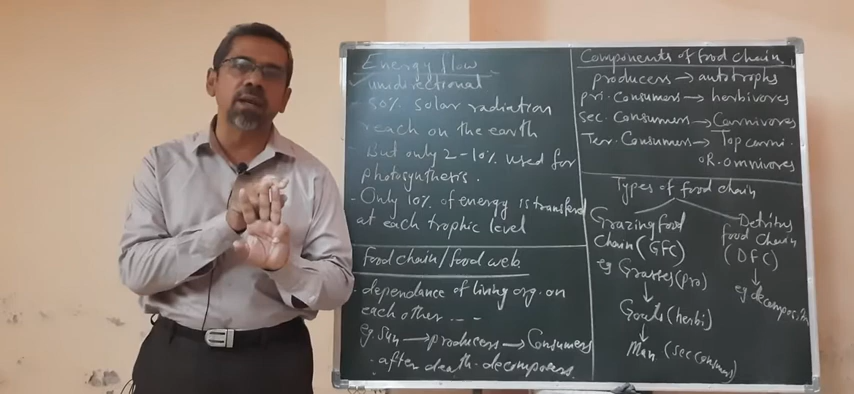 Energy flow
✓ unidirectional
- 50% solar radiation
reach on the earth
- But only 2-10% used for
photosynthesis.
- Only 10% of energy is transferd
at each trophic level
food chain/food web
- dependance of living org. on
each other ---
eg. Sun → producers → Consumers
- after death - decomposers.
Components of food chain
producers → autotrophs
pri. Consumers → herbivores
Sec. Consumers → Carnivores
Ter. Consumers → Top carni.
OR. omnivores
Types of food chain
Grazing food
Chain (GFC)
eg Grasses (pro)
↓
Goats (herbi)
↓
Man (sec consumers)
Detritus
food chain
(DFC)
↓
eg decomposition